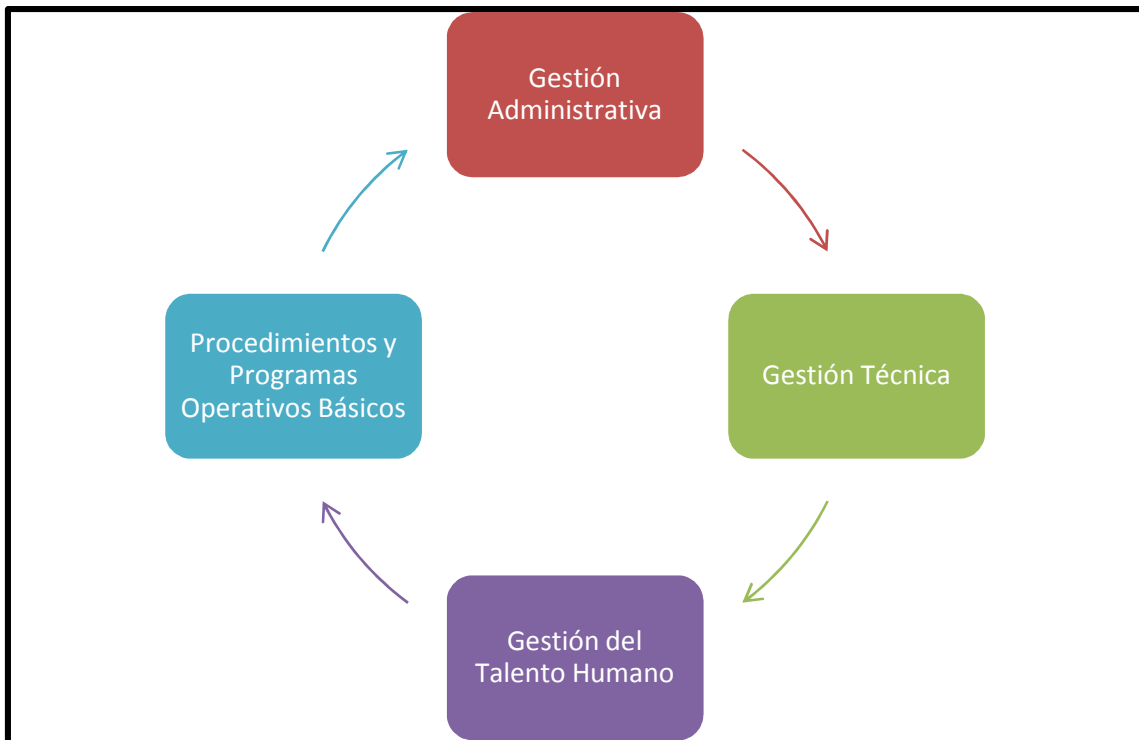 Gestión
Administrativa
Procedimientos y
Programas
Operativos Básicos
Gestión Técnica
Gestión del
Talento Humano